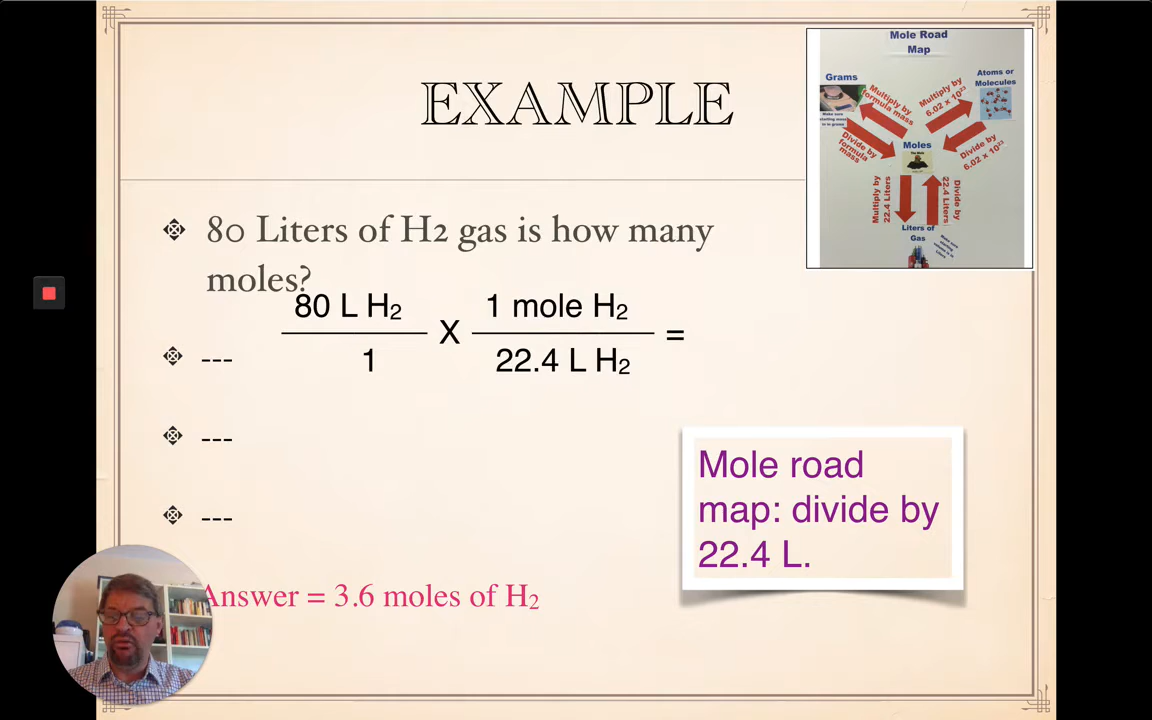 EXAMPLE
80 Liters of H2 gas is how many
moles?
80 L H₂
1
X
1 mole H₂
22.4 L H₂
=
---
---
---
Answer = 3.6 moles of H₂
Mole road
map: divide by
22.4 L.
Mole Road
Map
Grams
Atoms or
Molecules
Multiply by
formula mass
Divide by
formula
mass
Multiply by
6.02 x 10²³
Divide by
6.02 x 10²³
Moles
Multiply by
22.4 Liters
Divide by
22.4 Liters
Liters of
Gas